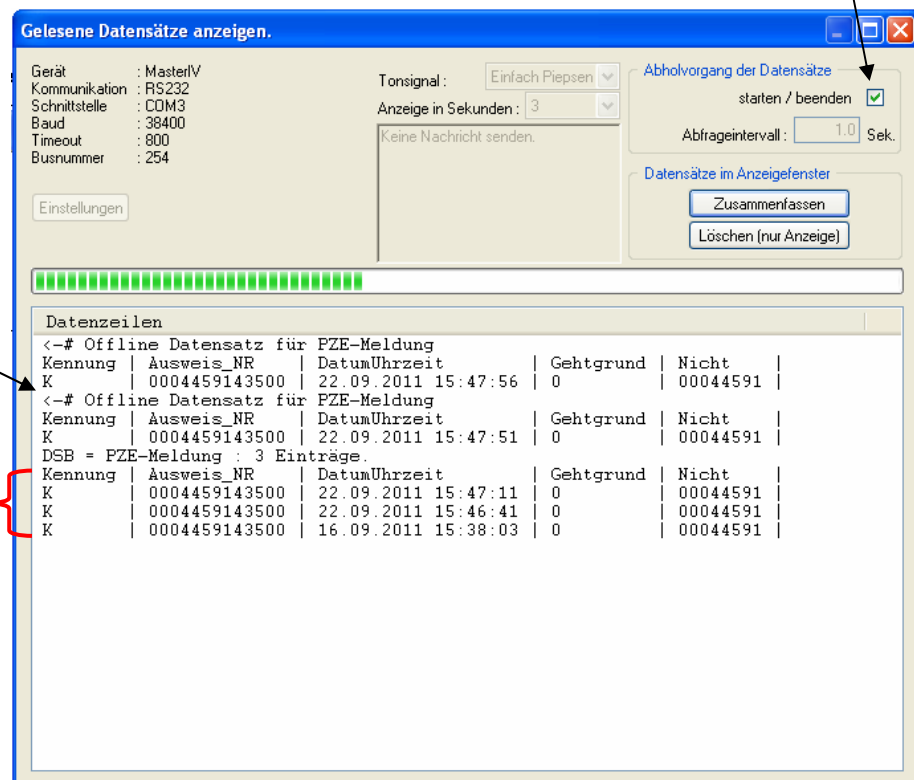 Gelesene Datensätze anzeigen.
Gerät : MasterIV
Kommunikation : RS232
Schnittstelle : COM3
Baud : 38400
Timeout : 800
Busnummer : 254
Einstellungen
Tonsignal : Einfach Piepsen
Anzeige in Sekunden : 3
Keine Nachricht senden.
Abholvorgang der Datensätze
starten / beenden
Abfrageintervall : 1.0 Sek.
Datensätze im Anzeigefenster
Zusammenfassen
Löschen (nur Anzeige)
Datenzeilen
<-# Offline Datensatz für PZE-Meldung
Kennung | Ausweis_NR | DatumUhrzeit | Gehtgrund | Nicht |
K | 0004459143500 | 22.09.2011 15:47:56 | 0 | 00044591 |
<-# Offline Datensatz für PZE-Meldung
Kennung | Ausweis_NR | DatumUhrzeit | Gehtgrund | Nicht |
K | 0004459143500 | 22.09.2011 15:47:51 | 0 | 00044591 |
DSB = PZE-Meldung : 3 Einträge.
Kennung | Ausweis_NR | DatumUhrzeit | Gehtgrund | Nicht |
K | 0004459143500 | 22.09.2011 15:47:11 | 0 | 00044591 |
K | 0004459143500 | 22.09.2011 15:46:41 | 0 | 00044591 |
K | 0004459143500 | 16.09.2011 15:38:03 | 0 | 00044591 |